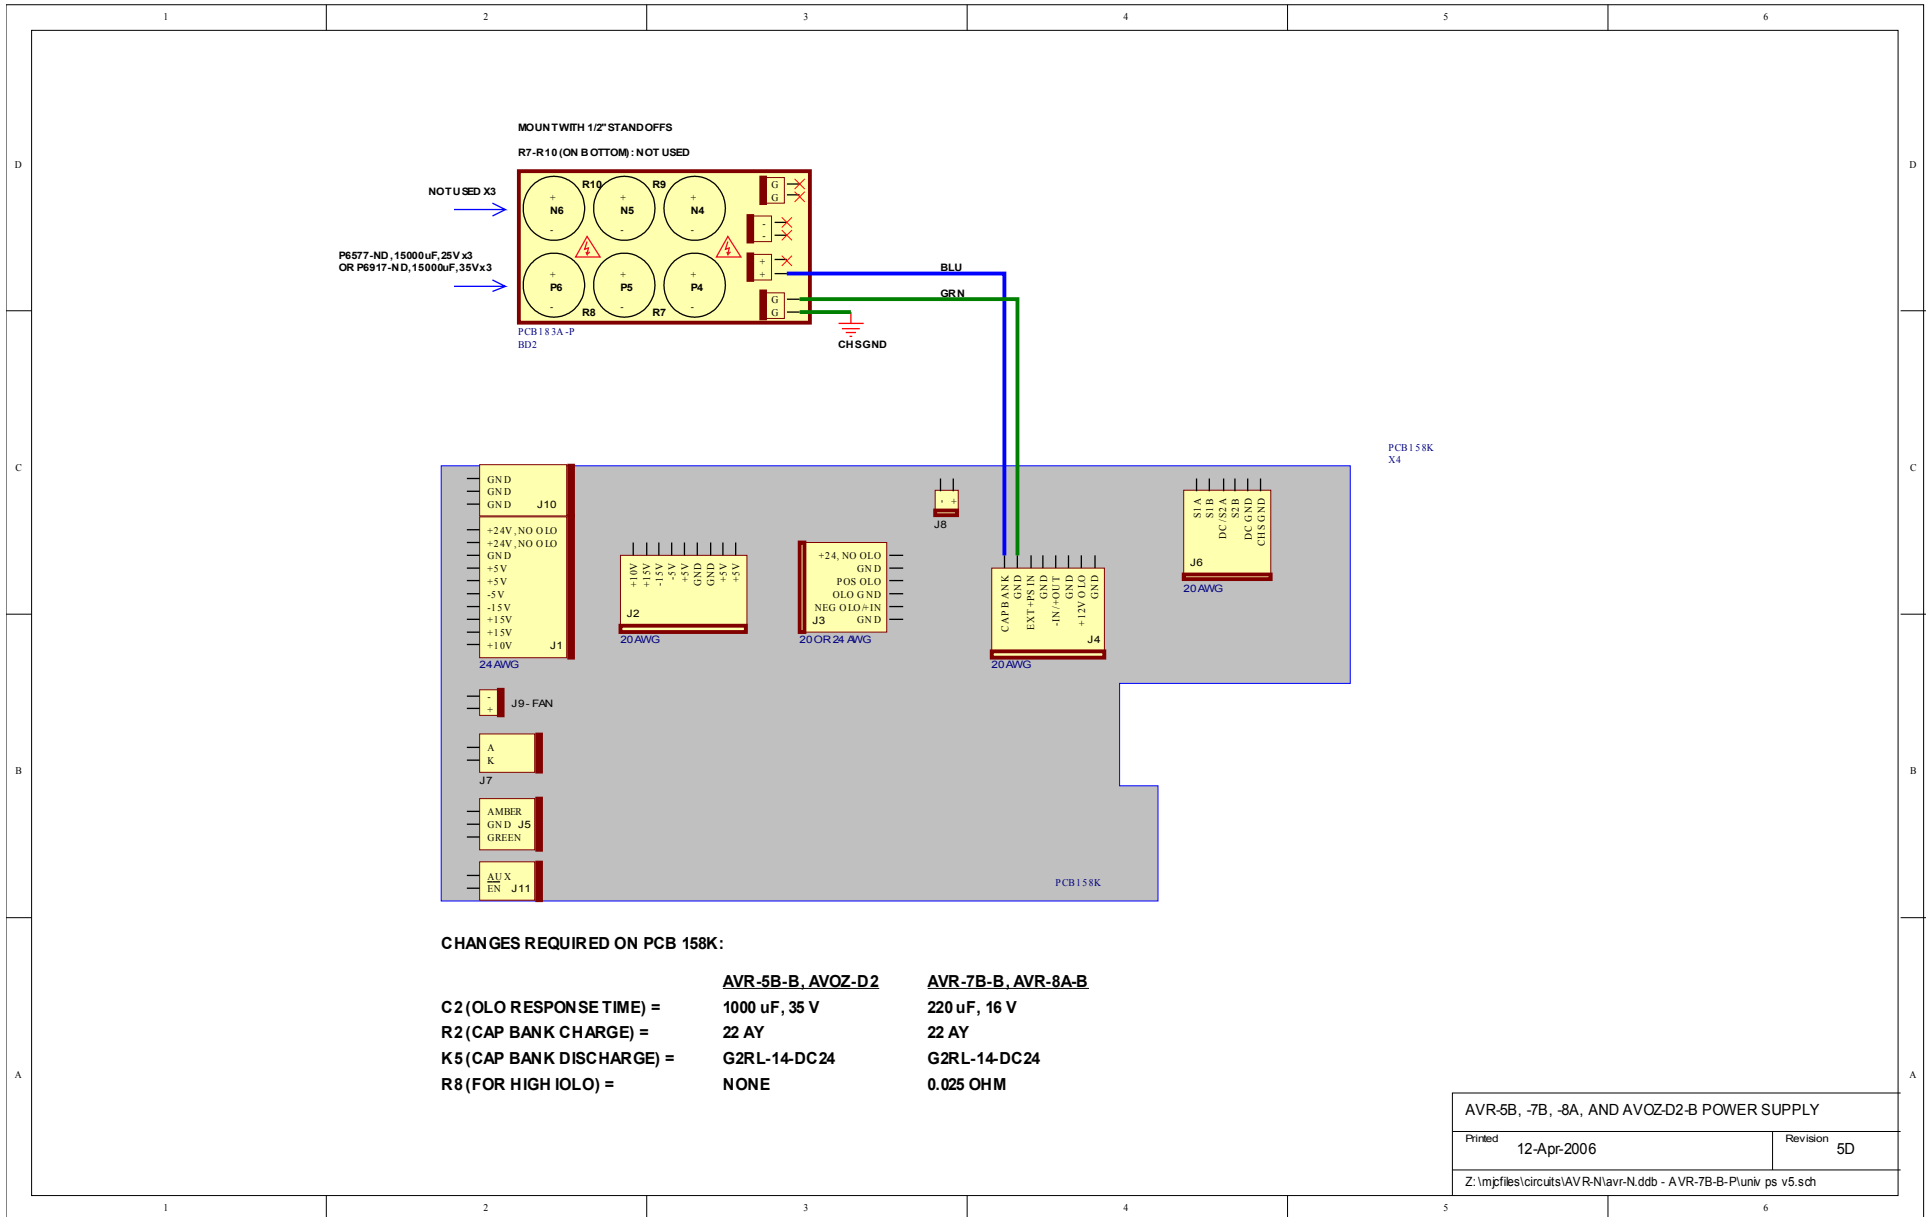 1 2 3 4 5 6
D D
MOUNT WITH 1/2" STANDOFFS
R7-R10 (ON BOTTOM): NOT USED
NOT USED X3
P6577-ND, 15000uF, 25V x3
OR P6917-ND, 15000uF, 35V x3
R10 R9
+ + +
N6 N5 N4
- - -
+ + +
P6 P5 P4
- - -
R8 R7
G
G
-
-
+
+
G
G
PCB183A-P
BD2
BLU
GRN
CHSGND
C C
PCB158K
X4
GND
GND
GND J10
+24V, NO OLO
+24V, NO OLO
GND
+5V
+5V
-5V
-15V
+15V
+15V
+10V J1
24 AWG
+10V
+15V
-15V
-5V
+5V
GND
GND
+5V
+5V
J2
20 AWG
+24, NO OLO
GND
POS OLO
OLO GND
NEG OLO/+IN
GND
J3
20 OR 24 AWG
- +
J8
CAP BANK
GND
EXT +PS IN
GND
-IN/+OUT
GND
+12V OLO
GND
J4
20 AWG
S1A
S1B
DC/S2A
S2B
DC GND
CHS GND
J6
20 AWG
-
+
J9 - FAN
A
K
J7
B B
AMBER
GND J5
GREEN
AUX
EN J11
PCB158K
CHANGES REQUIRED ON PCB 158K:
AVR-5B-B, AVOZ-D2 AVR-7B-B, AVR-8A-B
C2 (OLO RESPONSE TIME) = 1000 uF, 35 V 220 uF, 16 V
R2 (CAP BANK CHARGE) = 22 AY 22 AY
K5 (CAP BANK DISCHARGE) = G2RL-14-DC24 G2RL-14-DC24
R8 (FOR HIGH IOLO) = NONE 0.025 OHM
A A
AVR-5B, -7B, -8A, AND AVOZ-D2-B POWER SUPPLY
Printed 12-Apr-2006 Revision 5D
Z:\mjcfiles\circuits\AVR-N\avr-N.ddb - AVR-7B-B-P\univ ps v5.sch
1 2 3 4 5 6